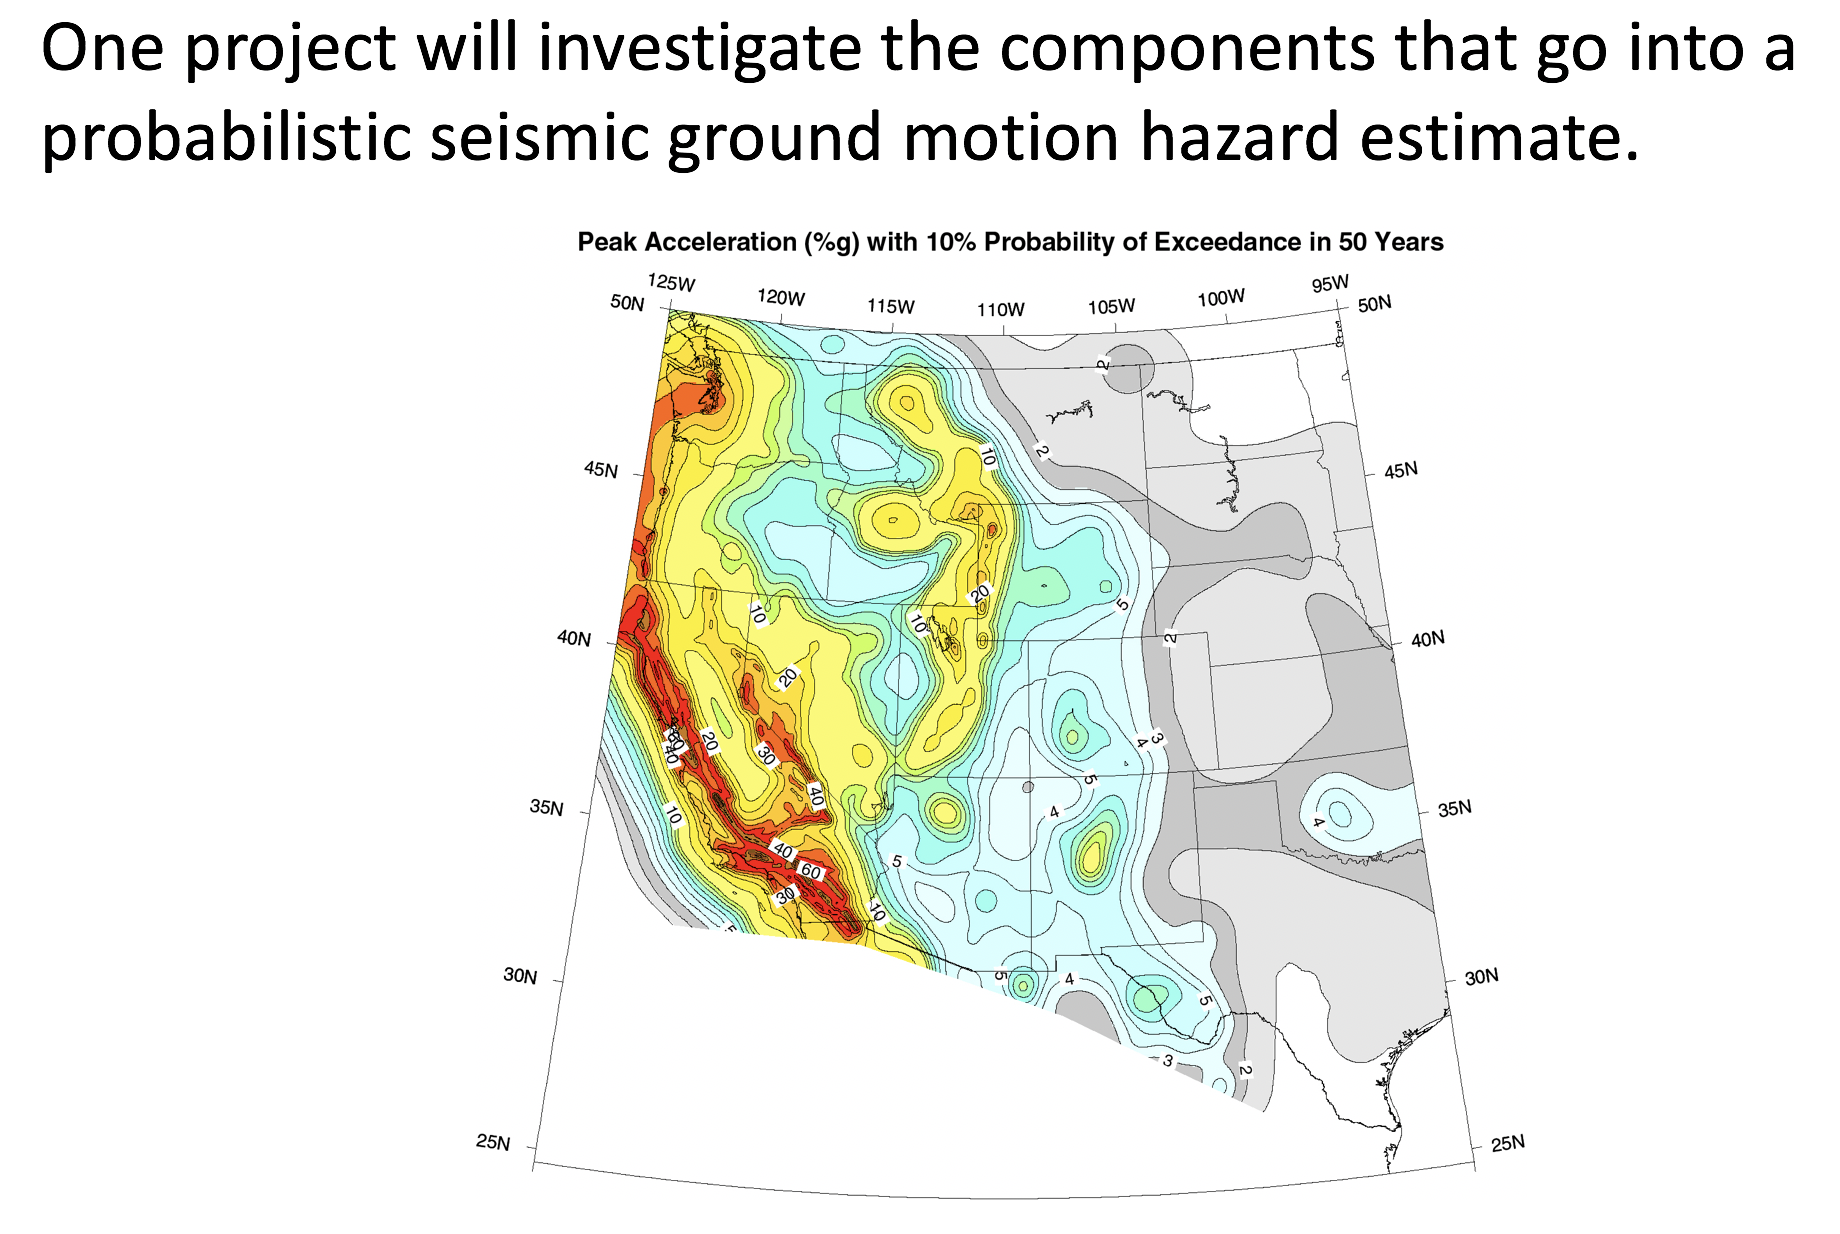 One project will investigate the components that go into a
probabilistic seismic ground motion hazard estimate.
Peak Acceleration (%g) with 10% Probability of Exceedance in 50 Years
125W
120W
115W
110W
105W
100W
95W
50N
50N
45N
45N
40N
40N
35N
35N
30N
30N
25N
25N
2
2
10
10
20
10
5
2
20
20
30
40
60
40
10
3
4
5
4
4
40
60
30
5
10
5
5
4
5
3
2